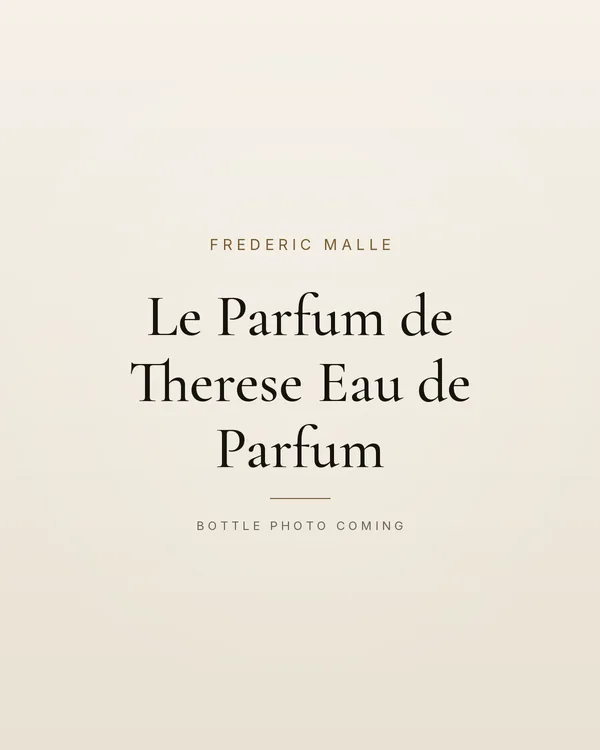 FREDERIC MALLE
Le Parfum de
Therese Eau de
Parfum
BOTTLE PHOTO COMING